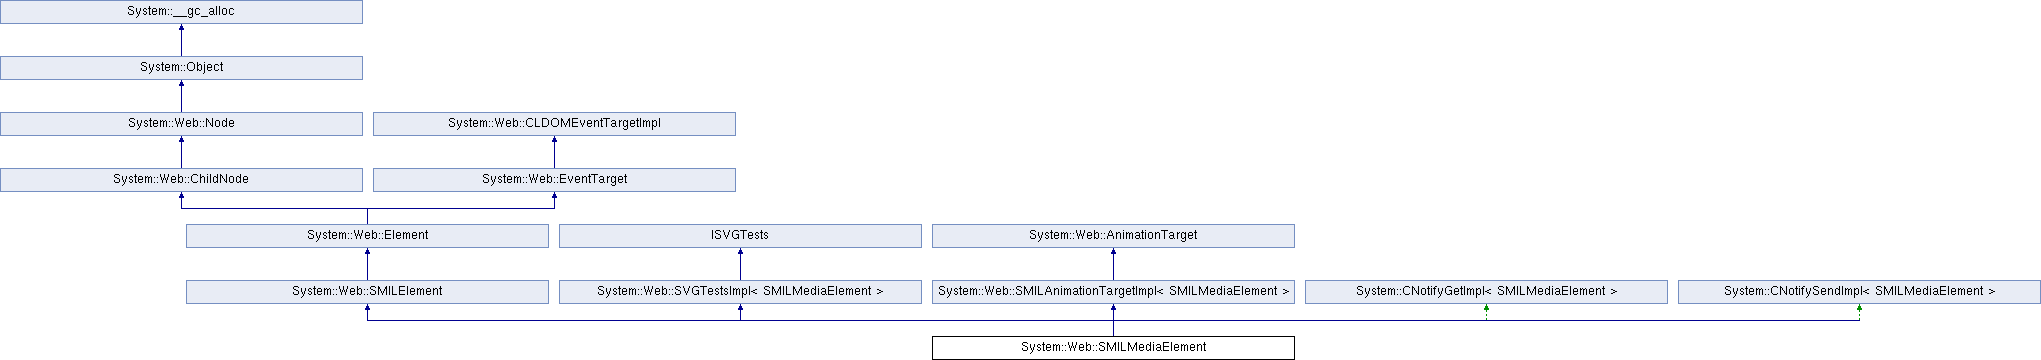 System::__gc_alloc
System::Object
System::Web::Node
System::Web::CLDOMEventTargetImpl
System::Web::ChildNode
System::Web::EventTarget
System::Web::Element
ISVGTests
System::Web::AnimationTarget
System::Web::SMILElement
System::Web::SVGTestsImpl< SMILMediaElement >
System::Web::SMILAnimationTargetImpl< SMILMediaElement >
System::CNotifyGetImpl< SMILMediaElement >
System::CNotifySendImpl< SMILMediaElement >
System::Web::SMILMediaElement